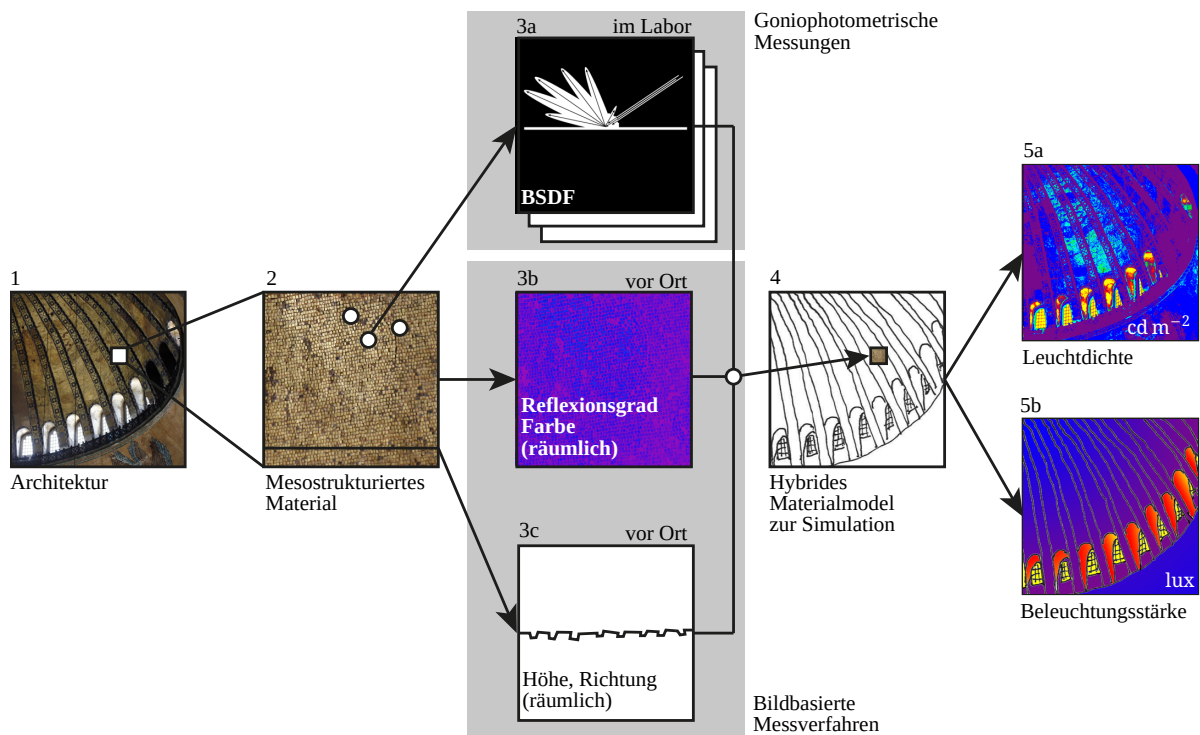 3a
im Labor
Goniophotometrische
Messungen
BSDF
1
Architektur
2
Mesostrukturiertes
Material
3b
vor Ort
Reflexionsgrad
Farbe
(räumlich)
3c
vor Ort
Höhe, Richtung
(räumlich)
Bildbasierte
Messverfahren
4
Hybrides
Materialmodel
zur Simulation
5a
cd m⁻²
Leuchtdichte
5b
lux
Beleuchtungsstärke